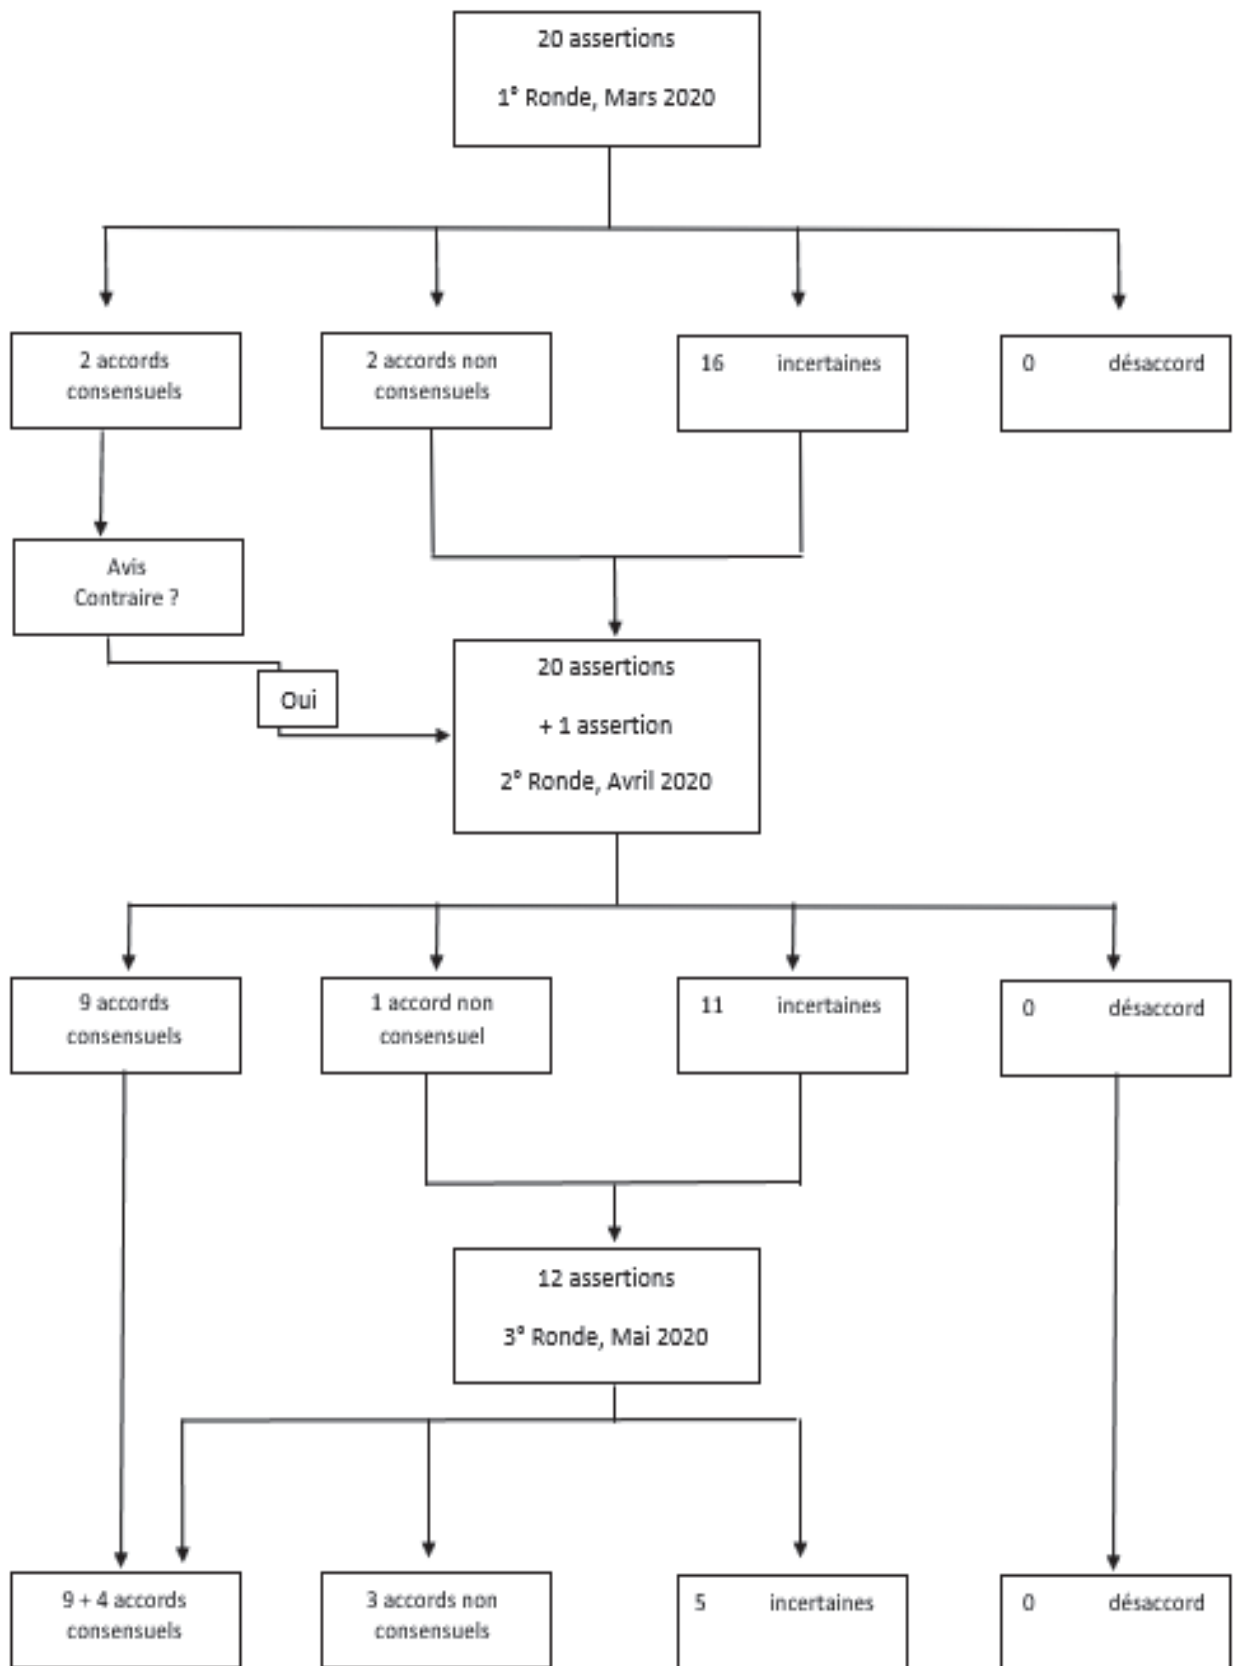 20 assertions
1° Ronde, Mars 2020
2 accords
consensuels
2 accords non
consensuels
16 incertaines
0 désaccord
Avis
Contraire ?
Oui
20 assertions
+ 1 assertion
2° Ronde, Avril 2020
9 accords
consensuels
1 accord non
consensuel
11 incertaines
0 désaccord
12 assertions
3° Ronde, Mai 2020
9 + 4 accords
consensuels
3 accords non
consensuels
5 incertaines
0 désaccord